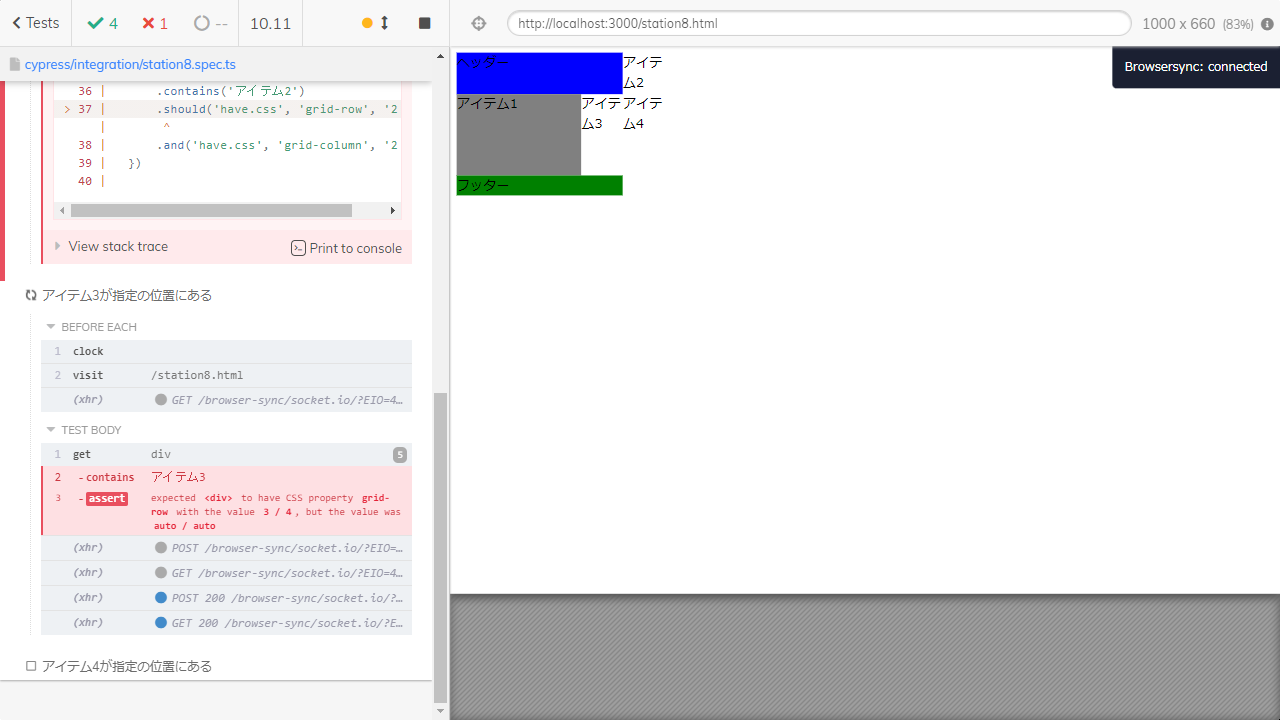 Tests 4 1 -- 10.11
http://localhost:3000/station8.html 1000 x 660 (83%)
cypress/integration/station8.spec.ts
Browsersync: connected
36 | .contains('アイテム2')
> 37 | .should('have.css', 'grid-row', '2
| ^
38 | .and('have.css', 'grid-column', '2
39 | })
40 |
View stack trace
Print to console
アイテム3が指定の位置にある
BEFORE EACH
1 clock
2 visit /station8.html
(xhr) GET /browser-sync/socket.io/?EIO=4…
TEST BODY
1 get div 5
2 -contains アイテム3
3 -assert expected <div> to have CSS property grid-
row with the value 3 / 4, but the value was
auto / auto
(xhr) POST /browser-sync/socket.io/?EIO=…
(xhr) GET /browser-sync/socket.io/?EIO=4…
(xhr) POST 200 /browser-sync/socket.io/?…
(xhr) GET 200 /browser-sync/socket.io/?E…
アイテム4が指定の位置にある
ヘッダー
アイテ
ム2
アイテム1
アイテ
ム3
アイテ
ム4
フッター